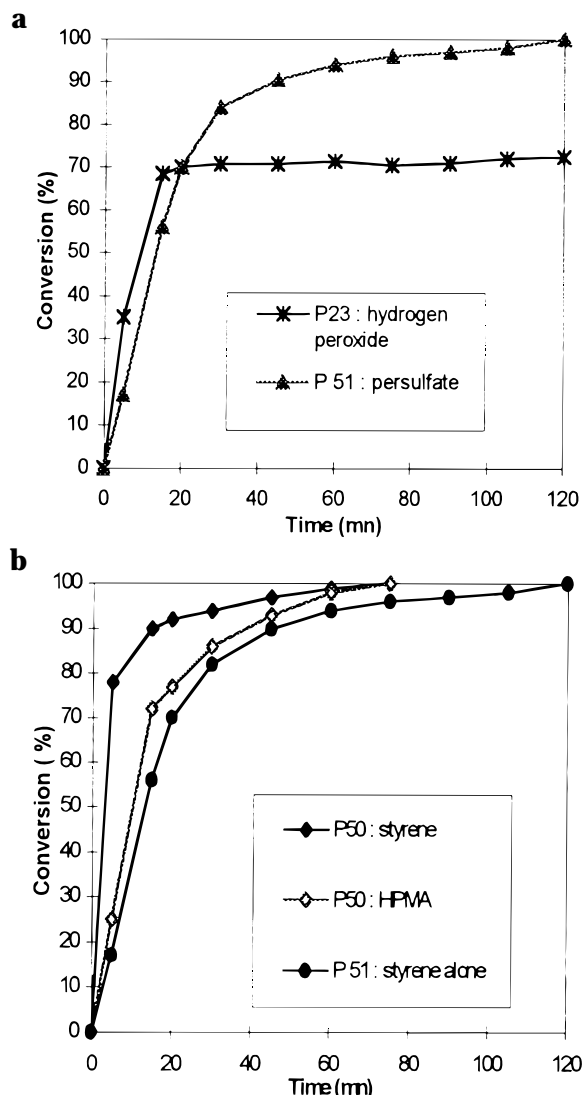 a
100
90
80
70
60
50
40
30
20
10
0
Conversion (%)
P23 : hydrogen
peroxide
P 51 : persulfate
0 20 40 60 80 100 120
Time (mn)
b
100
90
80
70
60
50
40
30
20
10
0
Conversion ( %)
P50 : styrene
P50 : HPMA
P 51 : styrene alone
0 20 40 60 80 100 120
Time (mn)